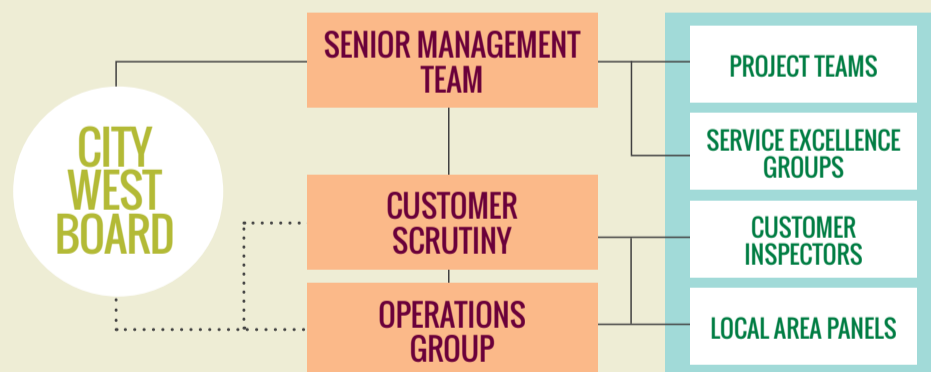 CITY
WEST
BOARD
SENIOR MANAGEMENT
TEAM
CUSTOMER
SCRUTINY
OPERATIONS
GROUP
PROJECT TEAMS
SERVICE EXCELLENCE
GROUPS
CUSTOMER
INSPECTORS
LOCAL AREA PANELS